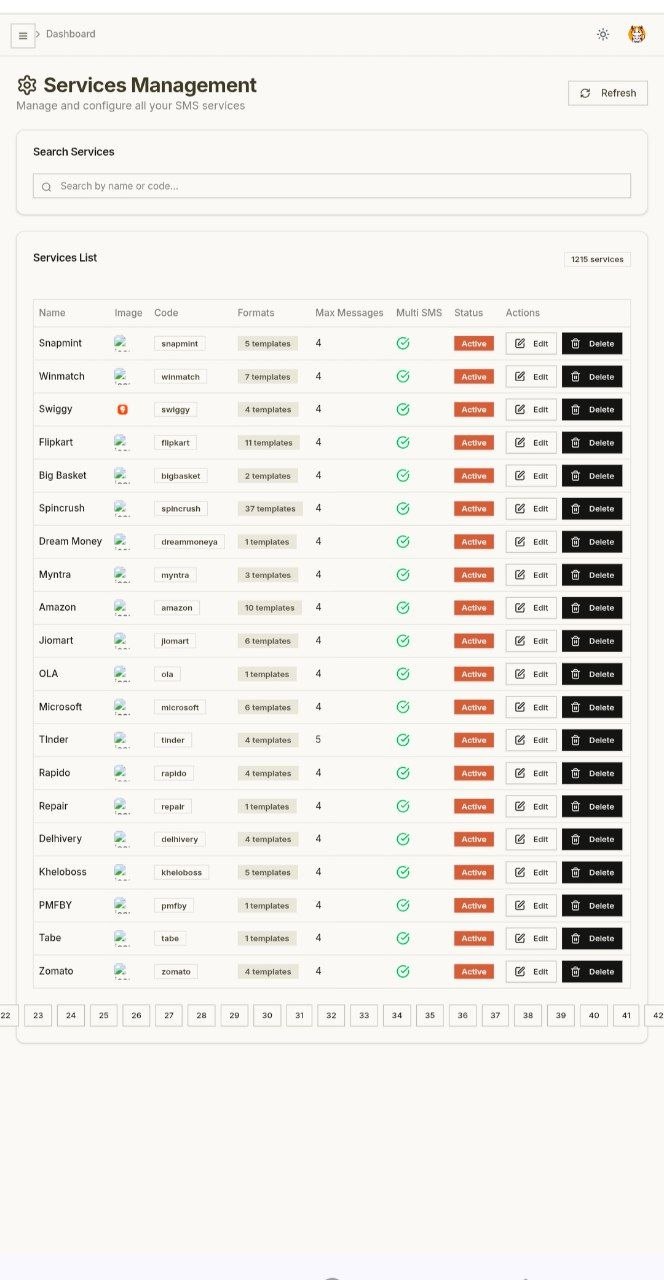 Dashboard
Services Management
Manage and configure all your SMS services
Refresh
Search Services
Search by name or code...
Services List
1215 services
Name Image Code Formats Max Messages Multi SMS Status Actions
Snapmint snapmint 5 templates 4 Active Edit Delete
Winmatch winmatch 7 templates 4 Active Edit Delete
Swiggy swiggy 4 templates 4 Active Edit Delete
Flipkart flipkart 11 templates 4 Active Edit Delete
Big Basket bigbasket 2 templates 4 Active Edit Delete
Spincrush spincrush 37 templates 4 Active Edit Delete
Dream Money dreammoneya 1 templates 4 Active Edit Delete
Myntra myntra 3 templates 4 Active Edit Delete
Amazon amazon 10 templates 4 Active Edit Delete
Jiomart jiomart 6 templates 4 Active Edit Delete
OLA ola 1 templates 4 Active Edit Delete
Microsoft microsoft 6 templates 4 Active Edit Delete
TInder tinder 4 templates 5 Active Edit Delete
Rapido rapido 4 templates 4 Active Edit Delete
Repair repair 1 templates 4 Active Edit Delete
Delhivery delhivery 4 templates 4 Active Edit Delete
Kheloboss kheloboss 5 templates 4 Active Edit Delete
PMFBY pmfby 1 templates 4 Active Edit Delete
Tabe tabe 1 templates 4 Active Edit Delete
Zomato zomato 4 templates 4 Active Edit Delete
22 23 24 25 26 27 28 29 30 31 32 33 34 35 36 37 38 39 40 41 42